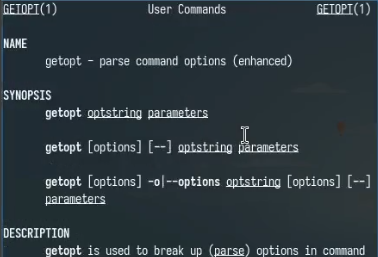 GETOPT(1) User Commands GETOPT(1)
NAME
getopt - parse command options (enhanced)
SYNOPSIS
getopt optstring parameters
getopt [options] [--] optstring parameters
getopt [options] -o|--options optstring [options] [--]
parameters
DESCRIPTION
getopt is used to break up (parse) options in command